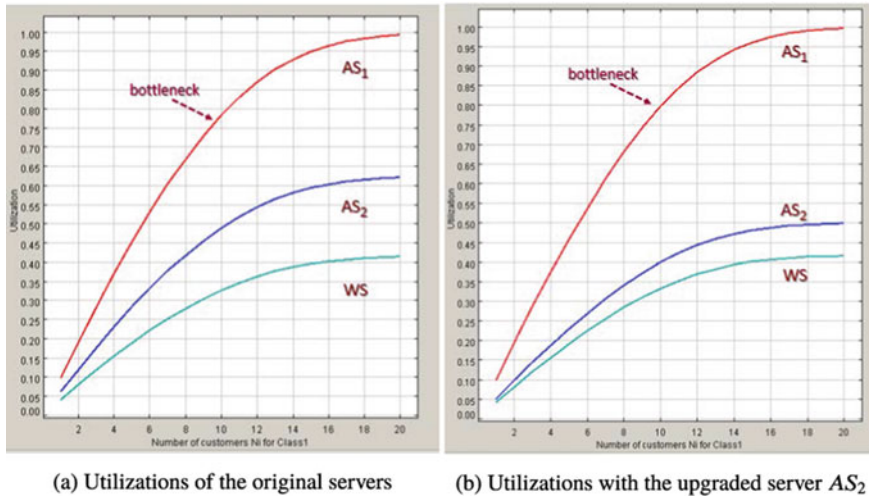 1.00
0.95
0.90
0.85
0.80
0.75
0.70
0.65
0.60
0.55
0.50
0.45
0.40
0.35
0.30
0.25
0.20
0.15
0.10
0.05
0.00
Utilization
bottleneck
AS1
AS2
WS
2 4 6 8 10 12 14 16 18 20
Number of customers Ni for Class1
(a) Utilizations of the original servers
1.00
0.95
0.90
0.85
0.80
0.75
0.70
0.65
0.60
0.55
0.50
0.45
0.40
0.35
0.30
0.25
0.20
0.15
0.10
0.05
0.00
Utilization
bottleneck
AS1
AS2
WS
2 4 6 8 10 12 14 16 18 20
Number of customers Ni for Class1
(b) Utilizations with the upgraded server AS2